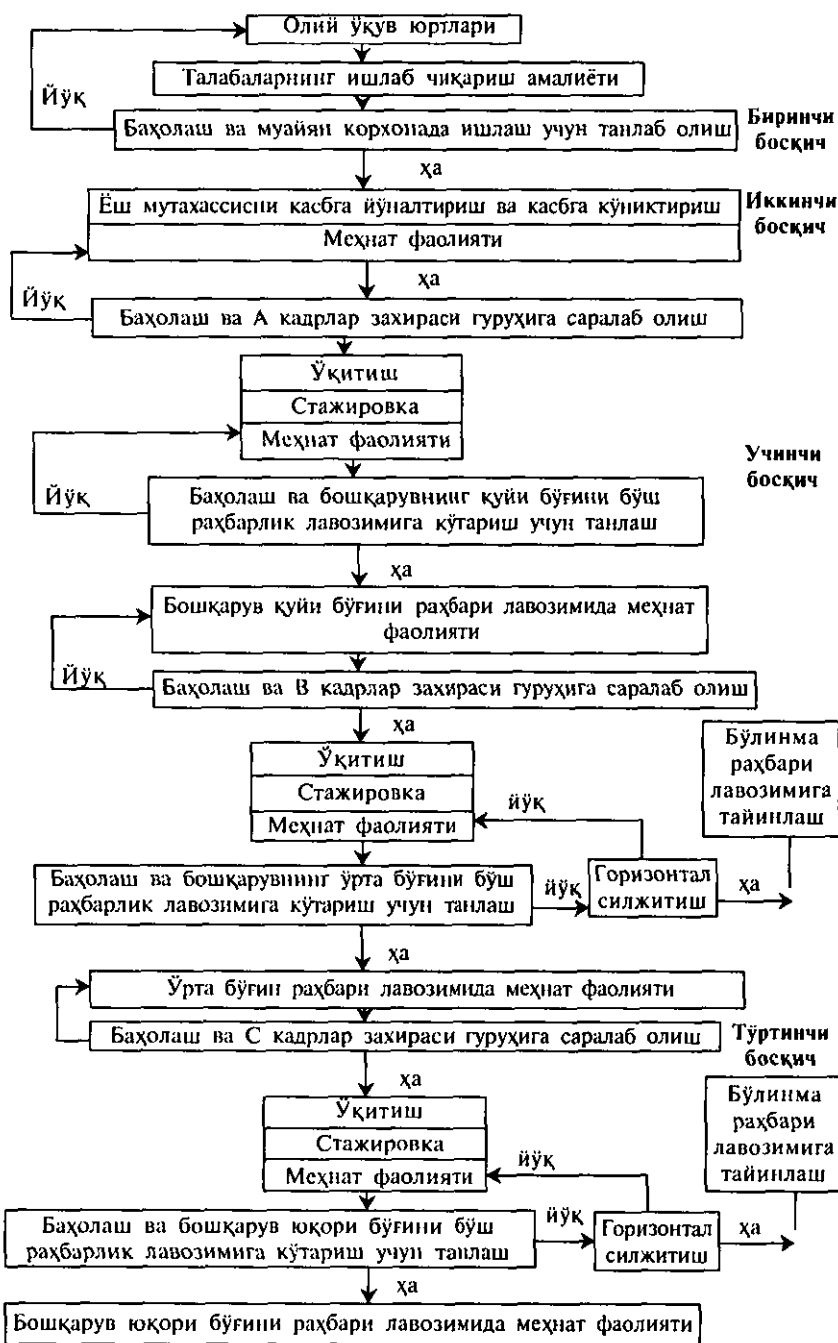 Олий ўқув юртлари
Талабаларнинг ишлаб чиқариш амалиёти
Йўқ
Баҳолаш ва муайян корхонада ишлаш учун танлаб олиш
Биринчи
босқич
ҳа
Ёш мутахассисни касбга йўналтириш ва касбга кўниктириш
Иккинчи
босқич
Меҳнат фаолияти
Йўқ
ҳа
Баҳолаш ва А кадрлар захираси гуруҳига саралаб олиш
Ўқитиш
Стажировка
Меҳнат фаолияти
Учинчи
босқич
Йўқ
Баҳолаш ва бошқарувнинг қуйи бўғини бўш
раҳбарлик лавозимига кўтариш учун танлаш
ҳа
Бошқарув қуйи бўғини раҳбари лавозимида меҳнат
фаолияти
Йўқ
Баҳолаш ва В кадрлар захираси гуруҳига саралаб олиш
ҳа
Ўқитиш
Стажировка
Меҳнат фаолияти
йўқ
Бўлинма
раҳбари
лавозимига
тайинлаш
Баҳолаш ва бошқарувнинг ўрта бўғини бўш
раҳбарлик лавозимига кўтариш учун танлаш
йўқ
Горизонтал
силжитиш
ҳа
ҳа
Ўрта бўғин раҳбари лавозимида меҳнат фаолияти
Баҳолаш ва С кадрлар захираси гуруҳига саралаб олиш
Тўртинчи
босқич
ҳа
Ўқитиш
Стажировка
Меҳнат фаолияти
йўқ
Бўлинма
раҳбари
лавозимига
тайинлаш
Баҳолаш ва бошқарув юқори бўғини бўш
раҳбарлик лавозимига кўтариш учун танлаш
йўқ
Горизонтал
силжитиш
ҳа
ҳа
Бошқарув юқори бўғини раҳбари лавозимида меҳнат фаолияти